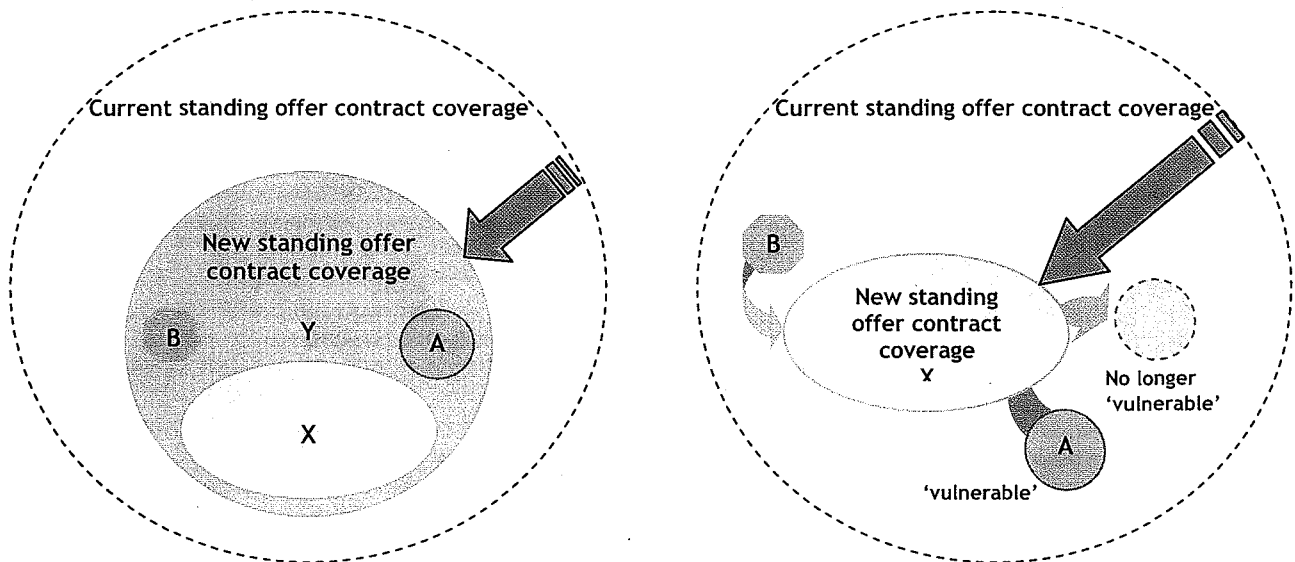 Current standing offer contract coverage
New standing offer
contract coverage
B
Y
A
X
Current standing offer contract coverage
B
New standing
offer contract
coverage
X
No longer
'vulnerable'
A
'vulnerable'